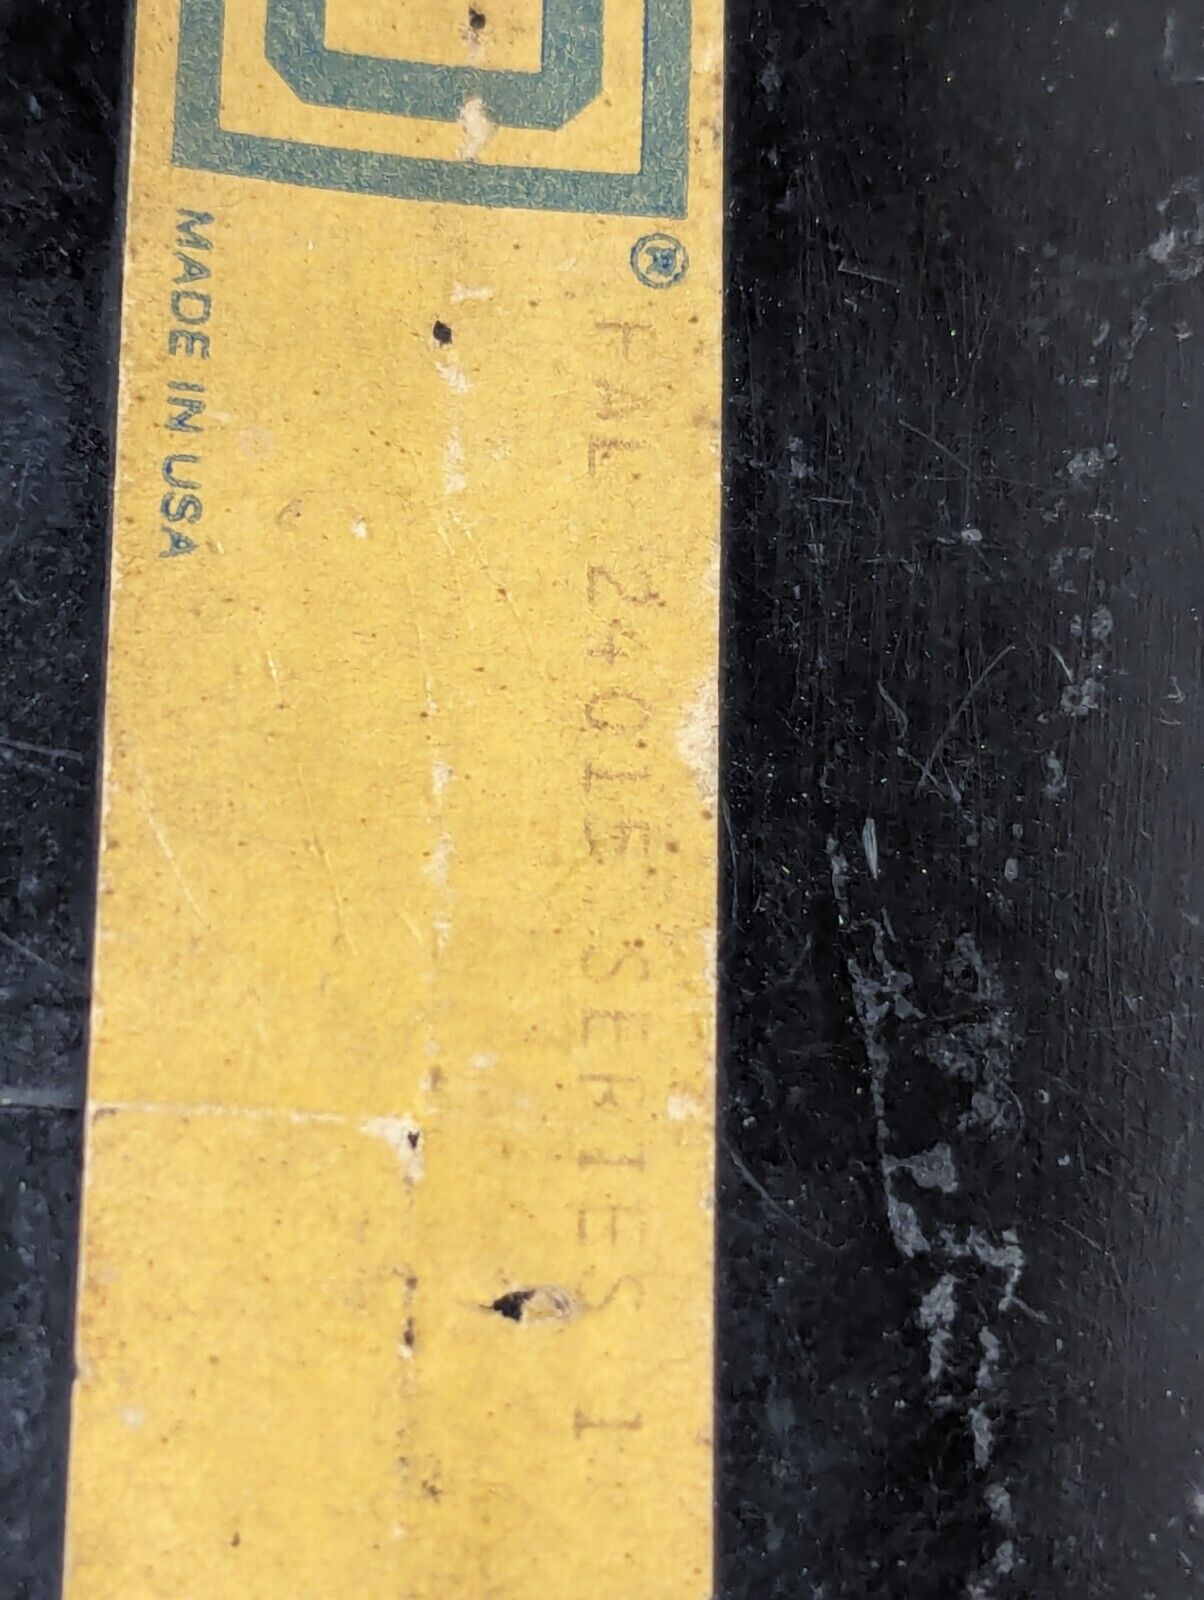 ®
FAL 24015 SERIES 1
MADE IN USA